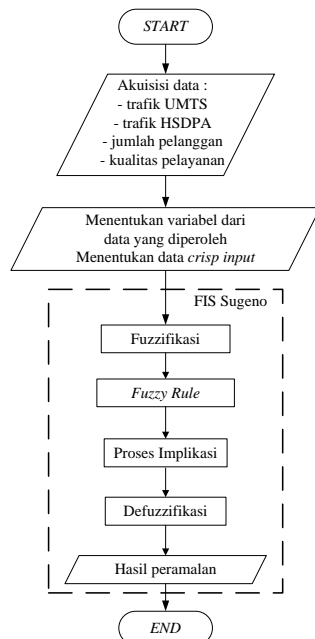 START
Akuisisi data :
- trafik UMTS
- trafik HSDPA
- jumlah pelanggan
- kualitas pelayanan
Menentukan variabel dari
data yang diperoleh
Menentukan data crisp input
FIS Sugeno
Fuzzifikasi
Fuzzy Rule
Proses Implikasi
Defuzzifikasi
Hasil peramalan
END